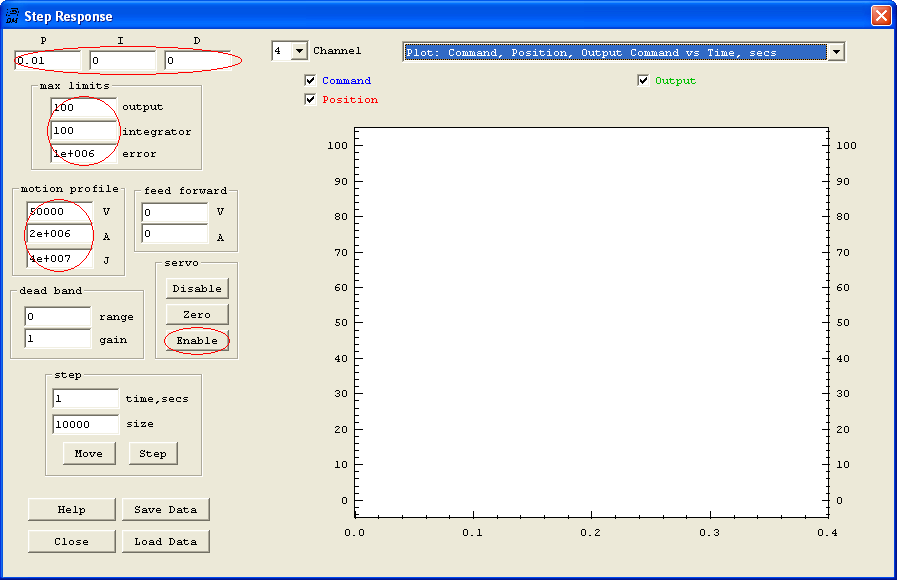 DM Step Response
P I D
0.01 0 0
4 Channel
Plot: Command, Position, Output Command vs Time, secs
Command
Output
Position
max limits
100 output
100 integrator
1e+006 error
motion profile
50000 V
2e+006 A
4e+007 J
feed forward
0 V
0 A
servo
Disable
Zero
Enable
dead band
0 range
1 gain
step
1 time,secs
10000 size
Move Step
Help Save Data
Close Load Data
100 100
90 90
80 80
70 70
60 60
50 50
40 40
30 30
20 20
10 10
0 0
0.0 0.1 0.2 0.3 0.4